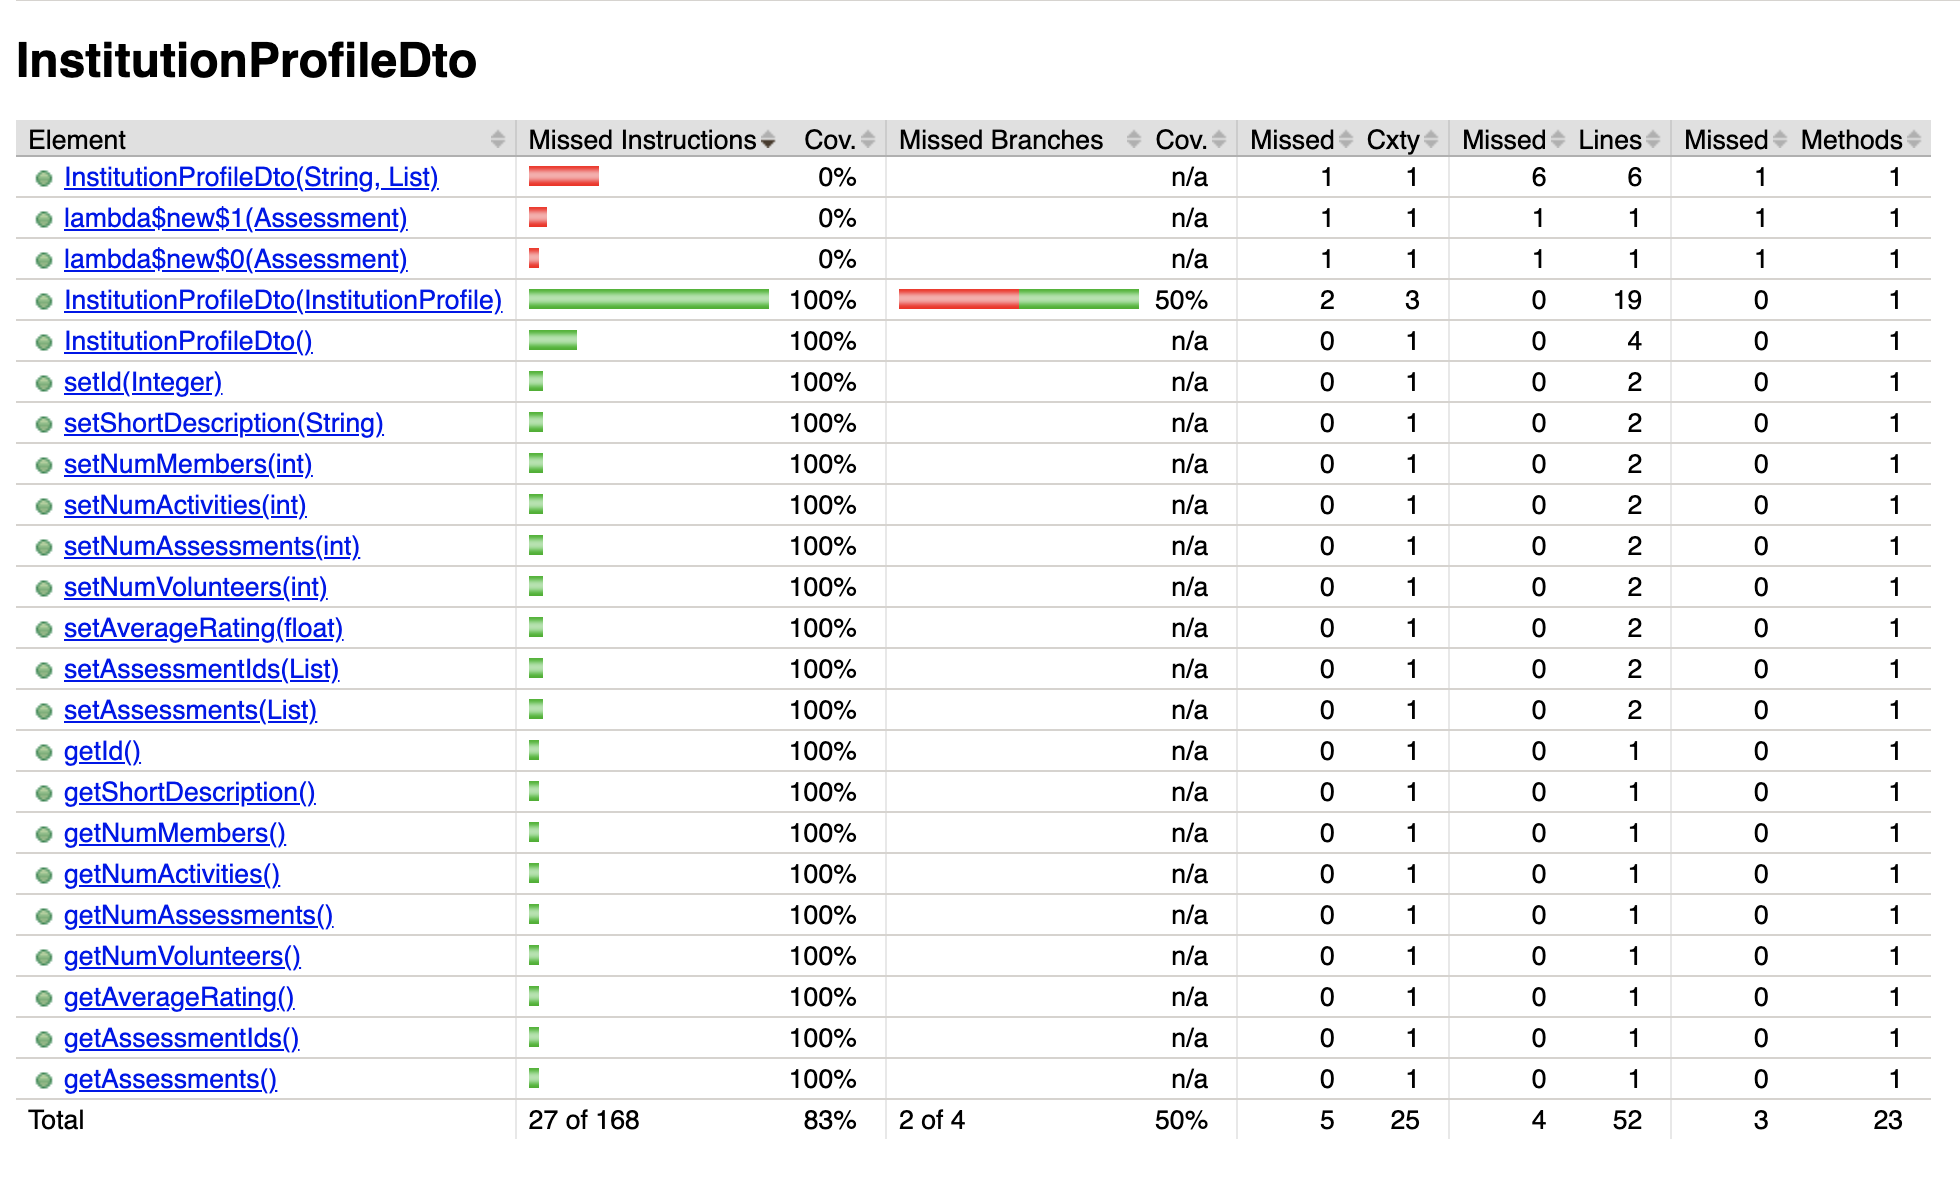 InstitutionProfileDto
Element Missed Instructions Cov. Missed Branches Cov. Missed Cxty Missed Lines Missed Methods
InstitutionProfileDto(String, List) 0% n/a 1 1 6 6 1 1
lambda$new$1(Assessment) 0% n/a 1 1 1 1 1 1
lambda$new$0(Assessment) 0% n/a 1 1 1 1 1 1
InstitutionProfileDto(InstitutionProfile) 100% 50% 2 3 0 19 0 1
InstitutionProfileDto() 100% n/a 0 1 0 4 0 1
setId(Integer) 100% n/a 0 1 0 2 0 1
setShortDescription(String) 100% n/a 0 1 0 2 0 1
setNumMembers(int) 100% n/a 0 1 0 2 0 1
setNumActivities(int) 100% n/a 0 1 0 2 0 1
setNumAssessments(int) 100% n/a 0 1 0 2 0 1
setNumVolunteers(int) 100% n/a 0 1 0 2 0 1
setAverageRating(float) 100% n/a 0 1 0 2 0 1
setAssessmentIds(List) 100% n/a 0 1 0 2 0 1
setAssessments(List) 100% n/a 0 1 0 2 0 1
getId() 100% n/a 0 1 0 1 0 1
getShortDescription() 100% n/a 0 1 0 1 0 1
getNumMembers() 100% n/a 0 1 0 1 0 1
getNumActivities() 100% n/a 0 1 0 1 0 1
getNumAssessments() 100% n/a 0 1 0 1 0 1
getNumVolunteers() 100% n/a 0 1 0 1 0 1
getAverageRating() 100% n/a 0 1 0 1 0 1
getAssessmentIds() 100% n/a 0 1 0 1 0 1
getAssessments() 100% n/a 0 1 0 1 0 1
Total 27 of 168 83% 2 of 4 50% 5 25 4 52 3 23